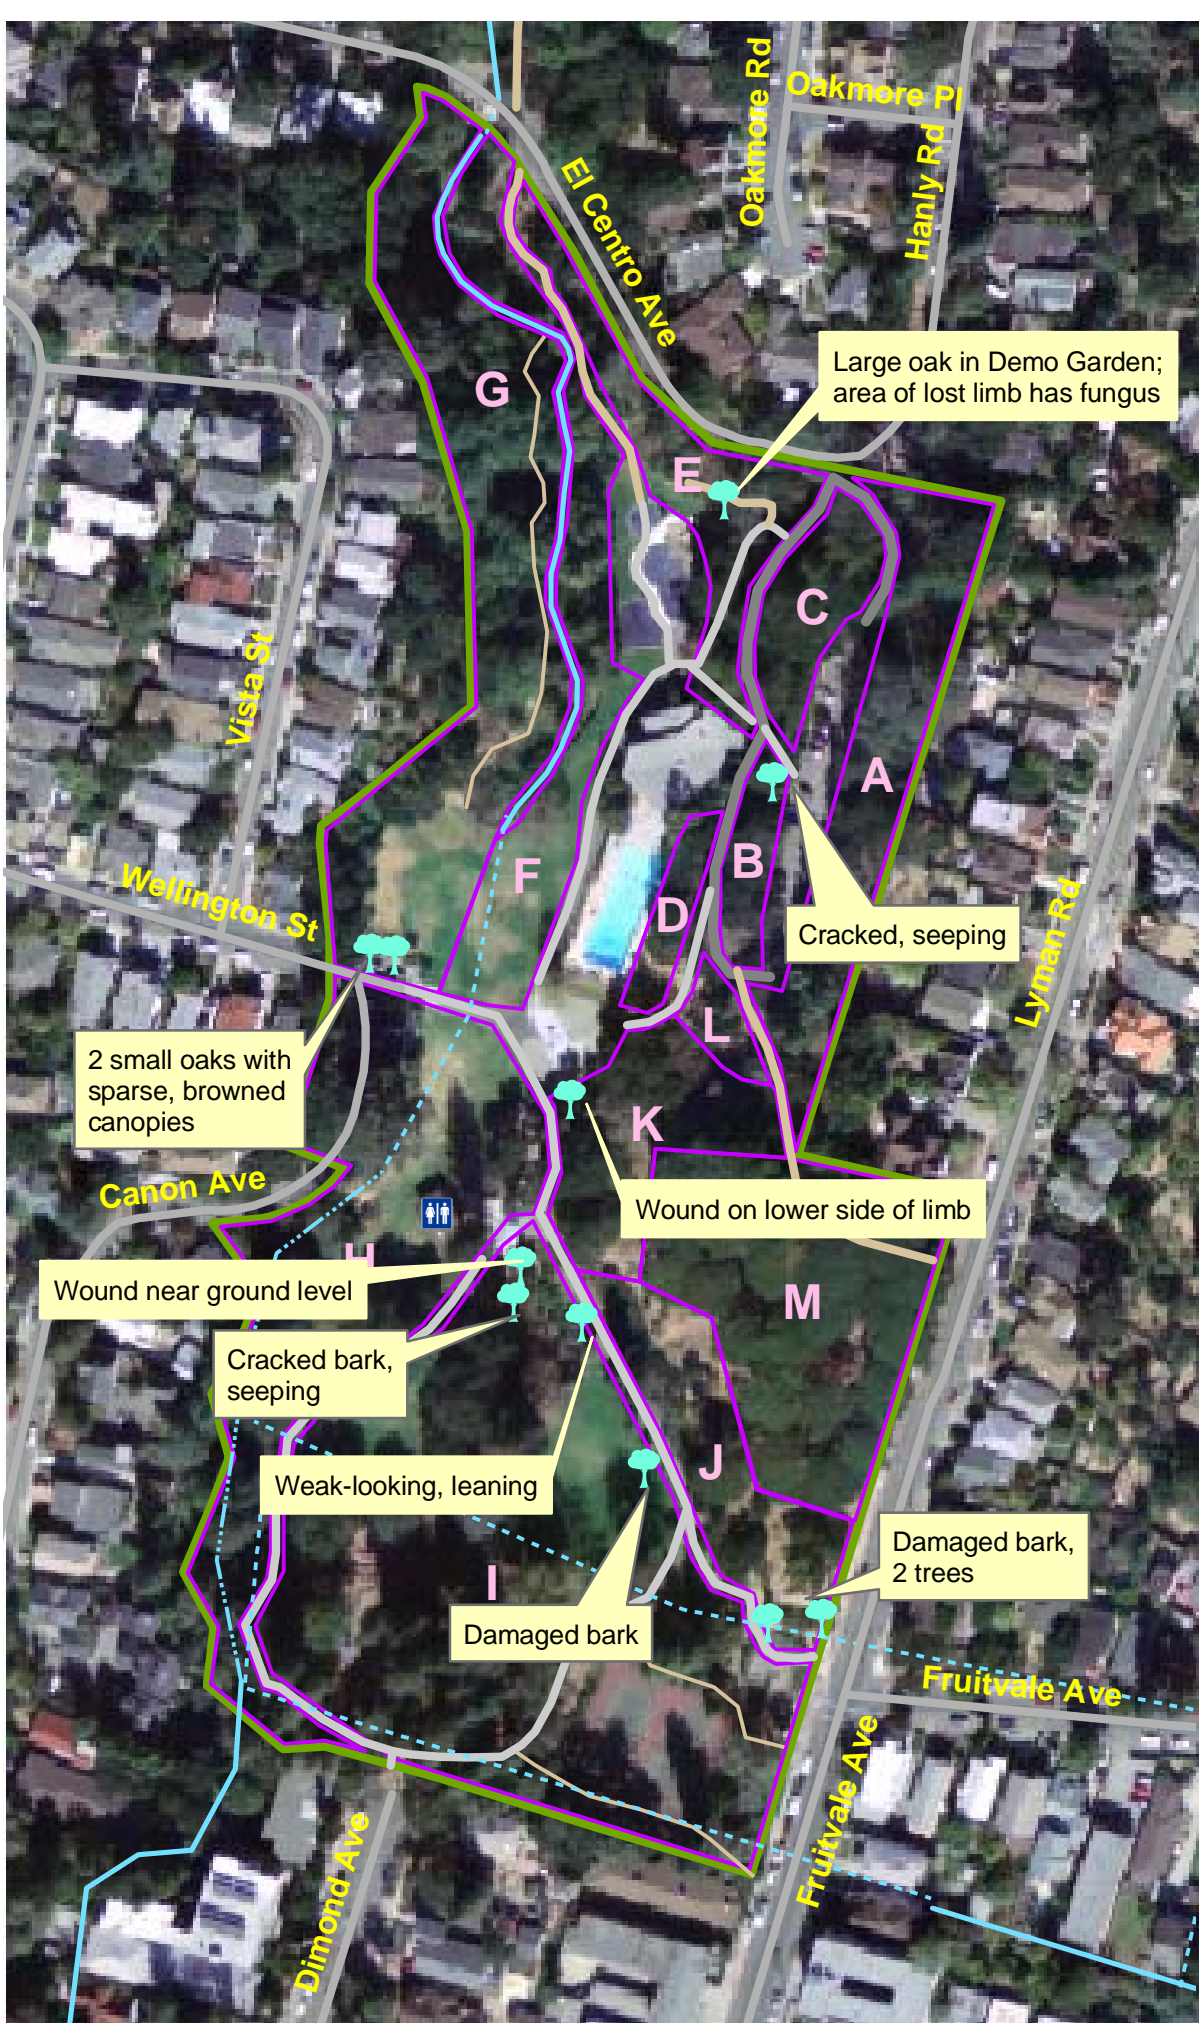 Oakmore Rd
Oakmore Pl
Hanly Rd
El Centro Ave
Large oak in Demo Garden;
area of lost limb has fungus
G
E
C
Vista St
A
B
F
D
Wellington St
Cracked, seeping
Lyman Rd
L
2 small oaks with
sparse, browned
canopies
K
Canon Ave
Wound on lower side of limb
H
Wound near ground level
M
Cracked bark,
seeping
J
Weak-looking, leaning
Damaged bark,
2 trees
I
Damaged bark
Fruitvale Ave
Fruitvale Ave
Dimond Ave